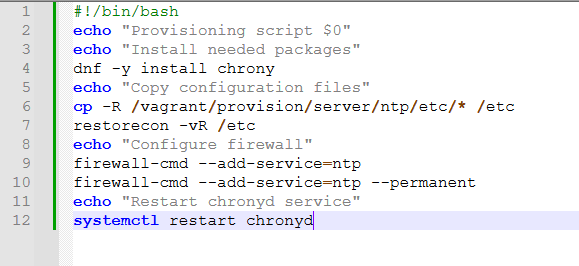 1 #!/bin/bash
2 echo "Provisioning script $0"
3 echo "Install needed packages"
4 dnf -y install chrony
5 echo "Copy configuration files"
6 cp -R /vagrant/provision/server/ntp/etc/* /etc
7 restorecon -vR /etc
8 echo "Configure firewall"
9 firewall-cmd --add-service=ntp
10 firewall-cmd --add-service=ntp --permanent
11 echo "Restart chronyd service"
12 systemctl restart chronyd